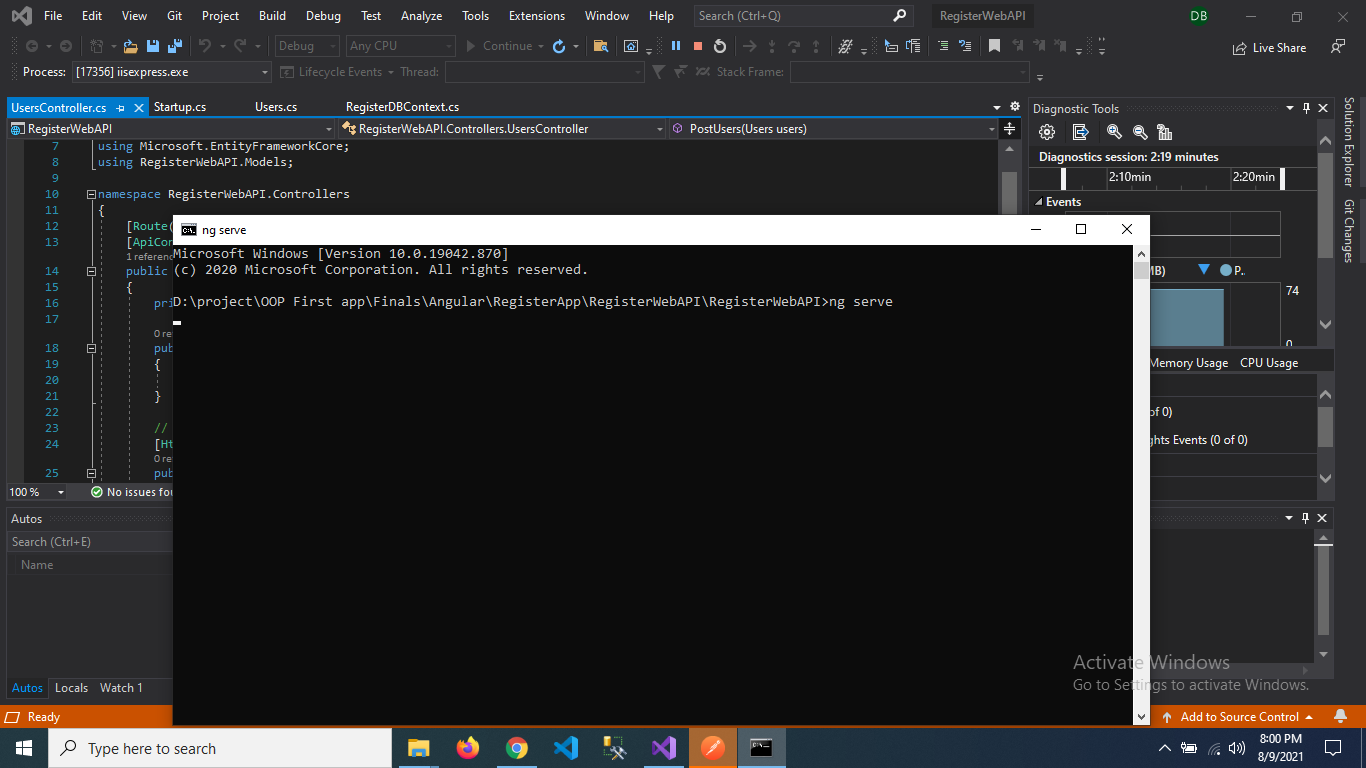 File Edit View Git Project Build Debug Test Analyze Tools Extensions Window Help Search (Ctrl+Q) RegisterWebAPI DB
Debug Any CPU Continue Live Share
Process: [17356] iisexpress.exe Lifecycle Events Thread: Stack Frame:
UsersController.cs Startup.cs Users.cs RegisterDBContext.cs
RegisterWebAPI RegisterWebAPI.Controllers.UsersController PostUsers(Users users)
7 using Microsoft.EntityFrameworkCore;
8 using RegisterWebAPI.Models;
9
10 namespace RegisterWebAPI.Controllers
11 {
12 [Route(
13 [ApiCon
1 referenc
14 public
15 {
16 pri
17
0 re
18 pub
19 {
20
21 }
22
23 //
24 [Ht
0 re
25 pub
100 % No issues fou
ng serve
Microsoft Windows [Version 10.0.19042.870]
(c) 2020 Microsoft Corporation. All rights reserved.
D:\project\OOP First app\Finals\Angular\RegisterApp\RegisterWebAPI\RegisterWebAPI>ng serve
Diagnostic Tools
Diagnostics session: 2:19 minutes
2:10min 2:20min
Events
MB) P..
74
0
Memory Usage CPU Usage
of 0)
ghts Events (0 of 0)
Solution Explorer
Git Changes
Autos
Search (Ctrl+E)
Name
Autos Locals Watch 1
Activate Windows
Go to Settings to activate Windows.
Ready Add to Source Control
Type here to search
8:00 PM
8/9/2021